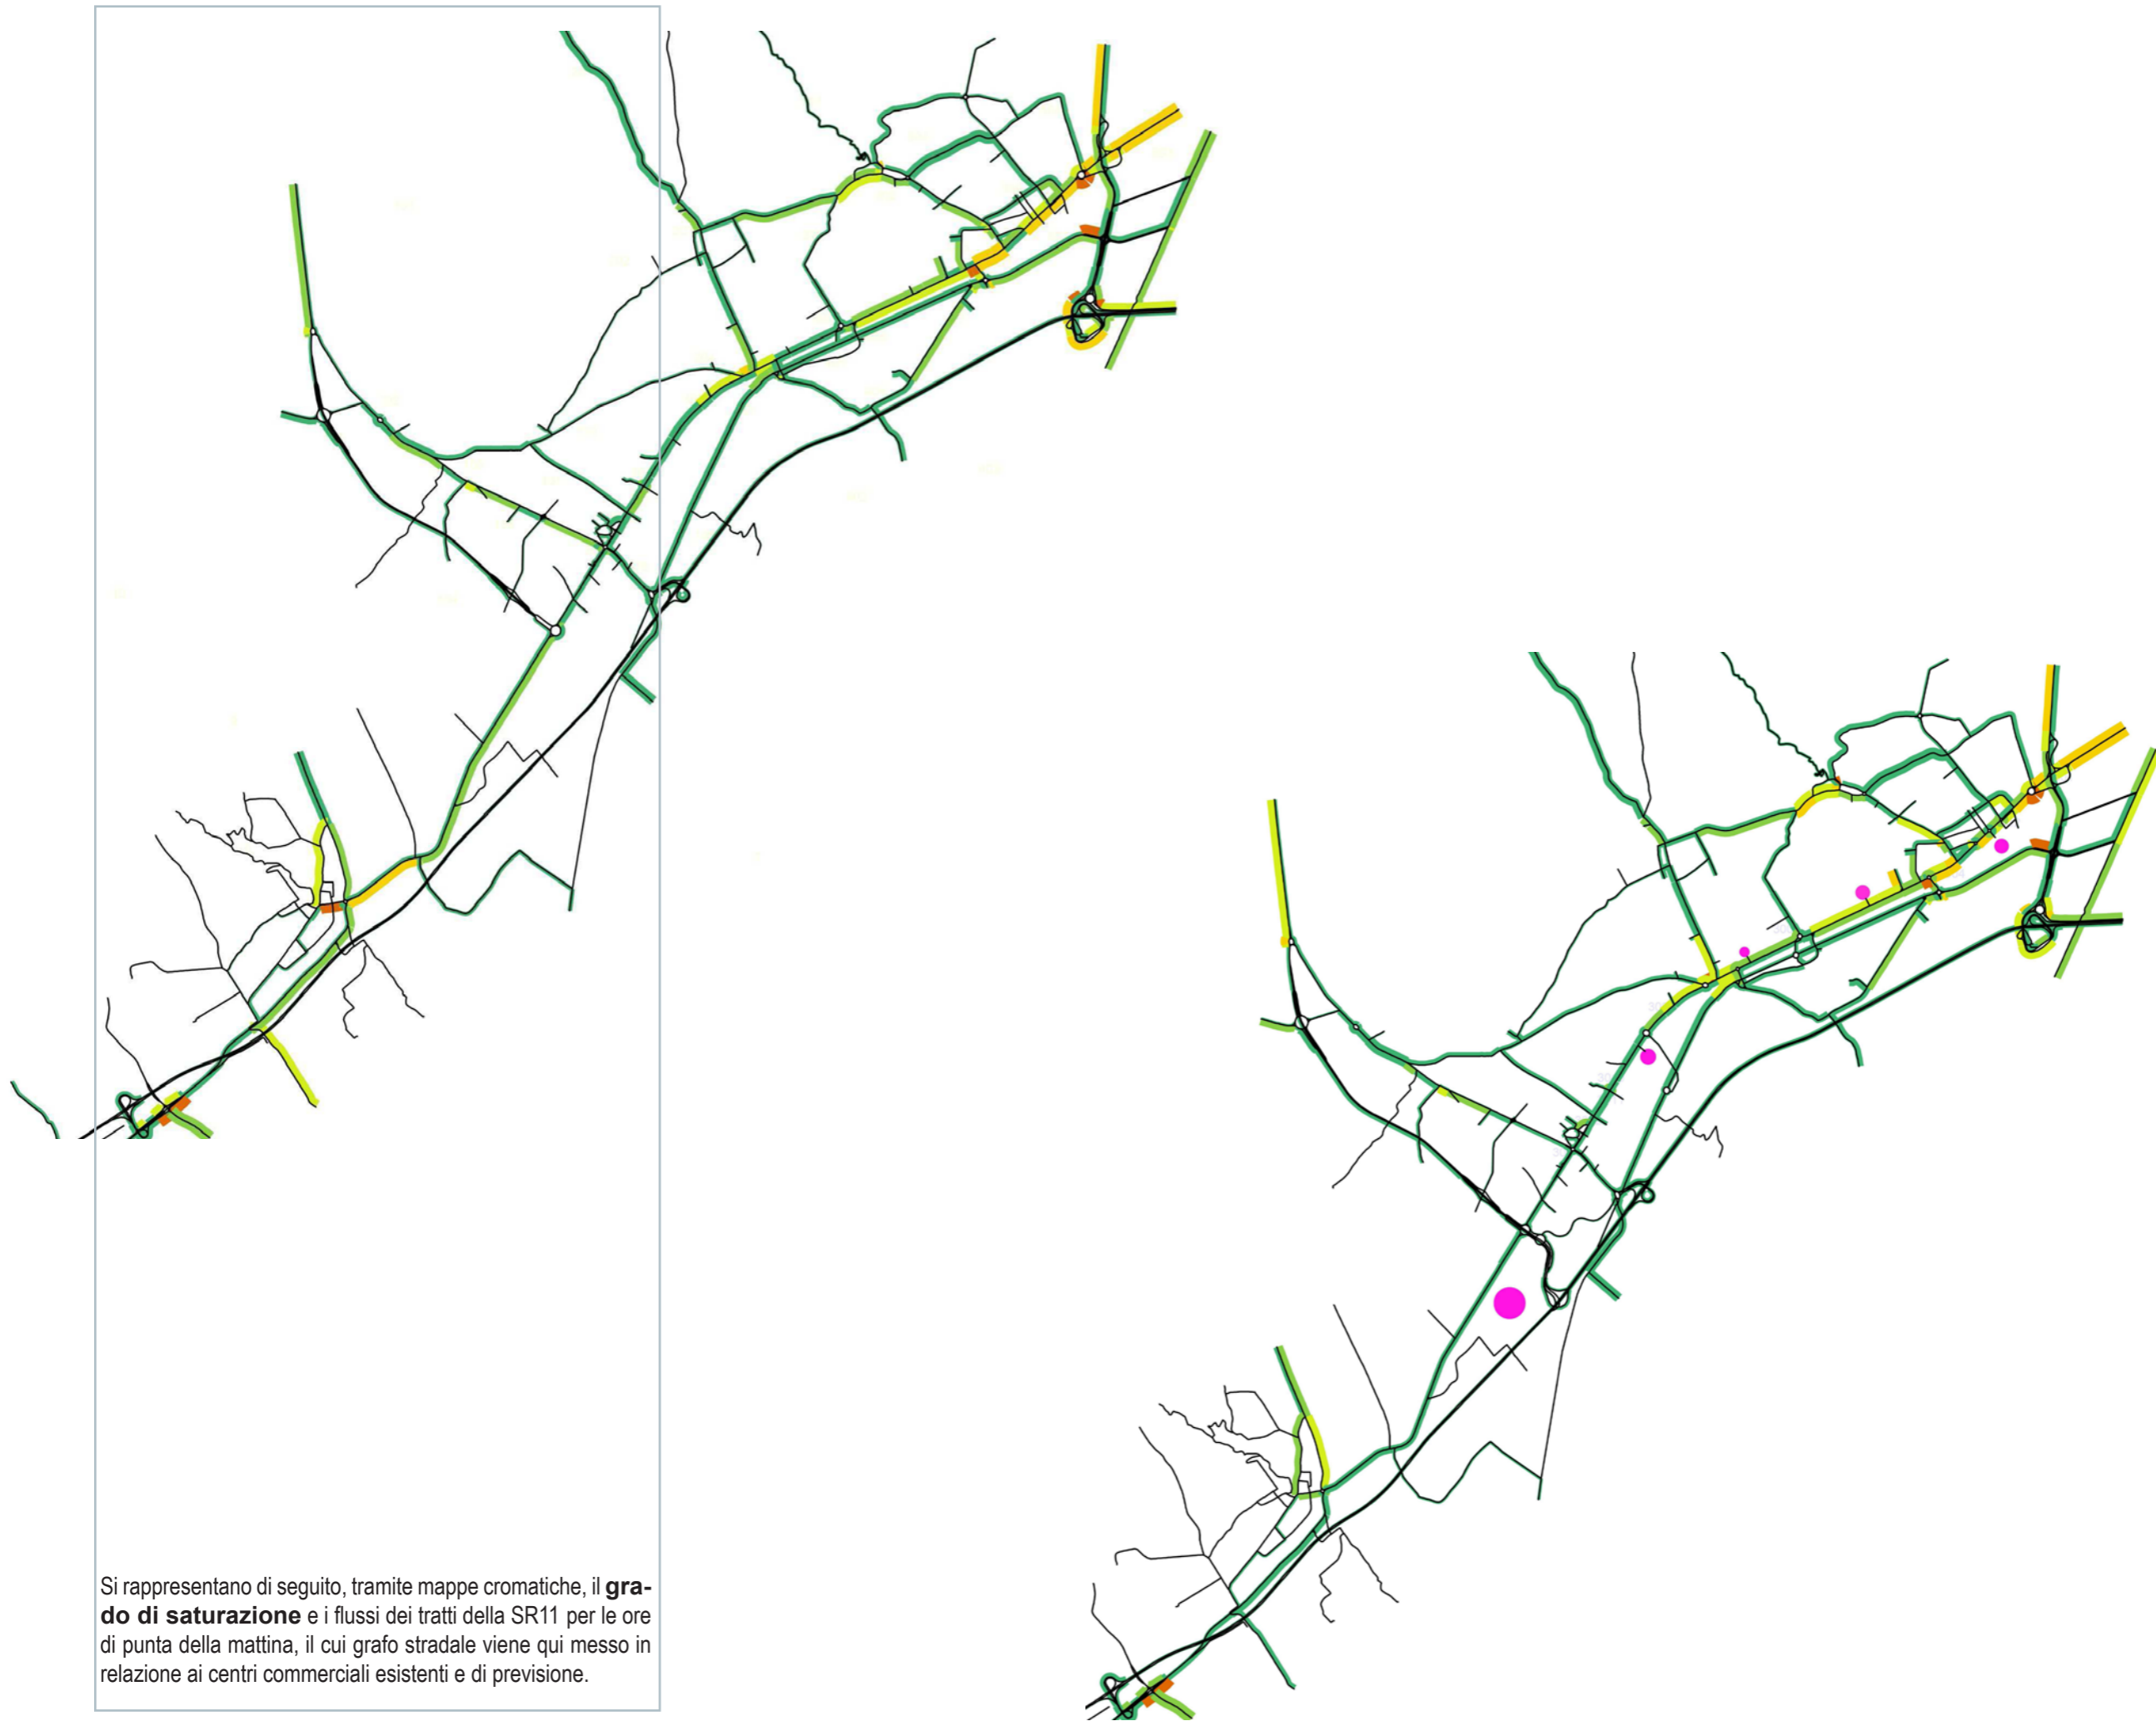 Si rappresentano di seguito, tramite mappe cromatiche, il gra-
do di saturazione e i flussi dei tratti della SR11 per le ore
di punta della mattina, il cui grafo stradale viene qui messo in
relazione ai centri commerciali esistenti e di previsione.